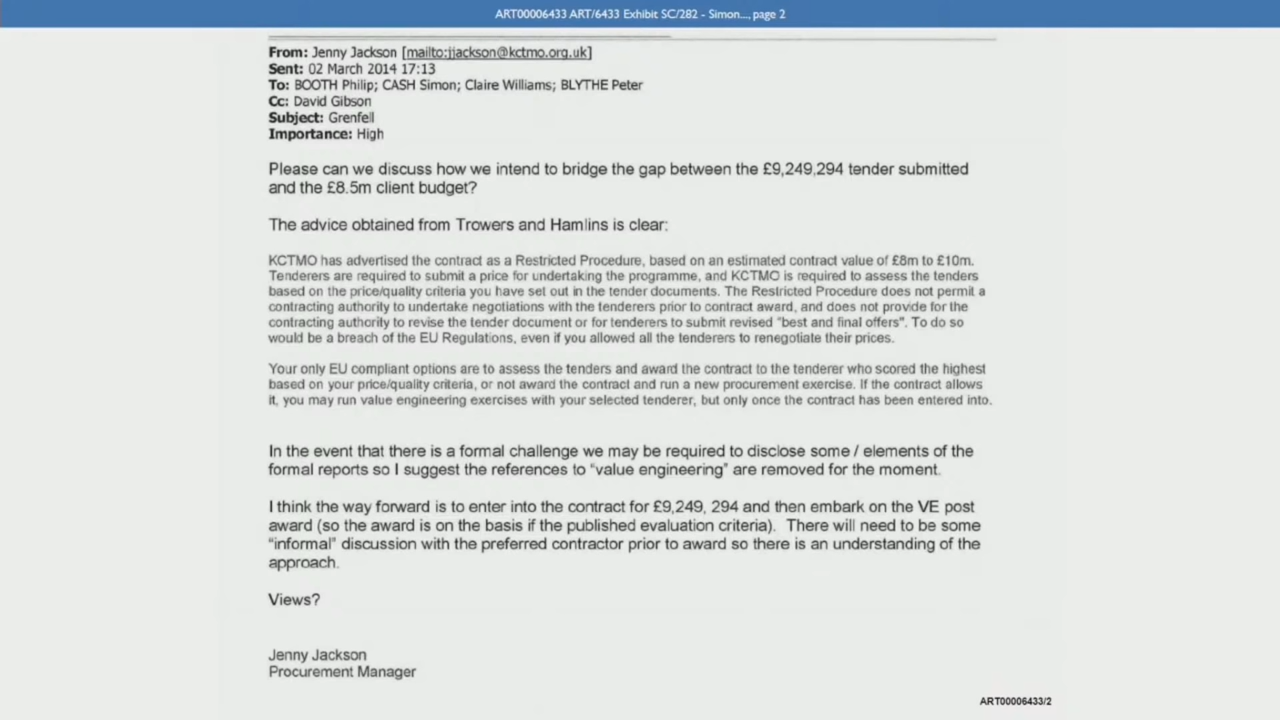 ART00006433 ART/6433 Exhibit SC/282 - Simon..., page 2
From: Jenny Jackson [mailto:jjackson@kctmo.org.uk]
Sent: 02 March 2014 17:13
To: BOOTH Philip; CASH Simon; Claire Williams; BLYTHE Peter
Cc: David Gibson
Subject: Grenfell
Importance: High
Please can we discuss how we intend to bridge the gap between the £9,249,294 tender submitted
and the £8.5m client budget?
The advice obtained from Trowers and Hamlins is clear:
KCTMO has advertised the contract as a Restricted Procedure, based on an estimated contract value of £8m to £10m.
Tenderers are required to submit a price for undertaking the programme, and KCTMO is required to assess the tenders
based on the price/quality criteria you have set out in the tender documents. The Restricted Procedure does not permit a
contracting authority to undertake negotiations with the tenderers prior to contract award, and does not provide for the
contracting authority to revise the tender document or for tenderers to submit revised "best and final offers". To do so
would be a breach of the EU Regulations, even if you allowed all the tenderers to renegotiate their prices.
Your only EU compliant options are to assess the tenders and award the contract to the tenderer who scored the highest
based on your price/quality criteria, or not award the contract and run a new procurement exercise. If the contract allows
it, you may run value engineering exercises with your selected tenderer, but only once the contract has been entered into.
In the event that there is a formal challenge we may be required to disclose some / elements of the
formal reports so I suggest the references to "value engineering" are removed for the moment.
I think the way forward is to enter into the contract for £9,249, 294 and then embark on the VE post
award (so the award is on the basis if the published evaluation criteria). There will need to be some
"informal" discussion with the preferred contractor prior to award so there is an understanding of the
approach.
Views?
Jenny Jackson
Procurement Manager
ART00006433/2